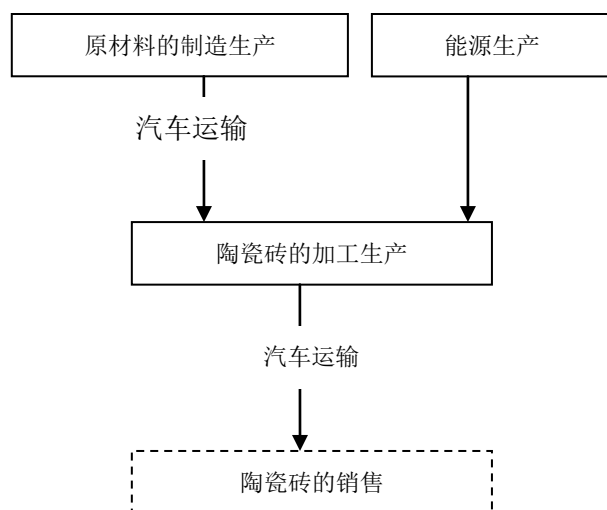 原材料的制造生产
能源生产
汽车运输
陶瓷砖的加工生产
汽车运输
陶瓷砖的销售